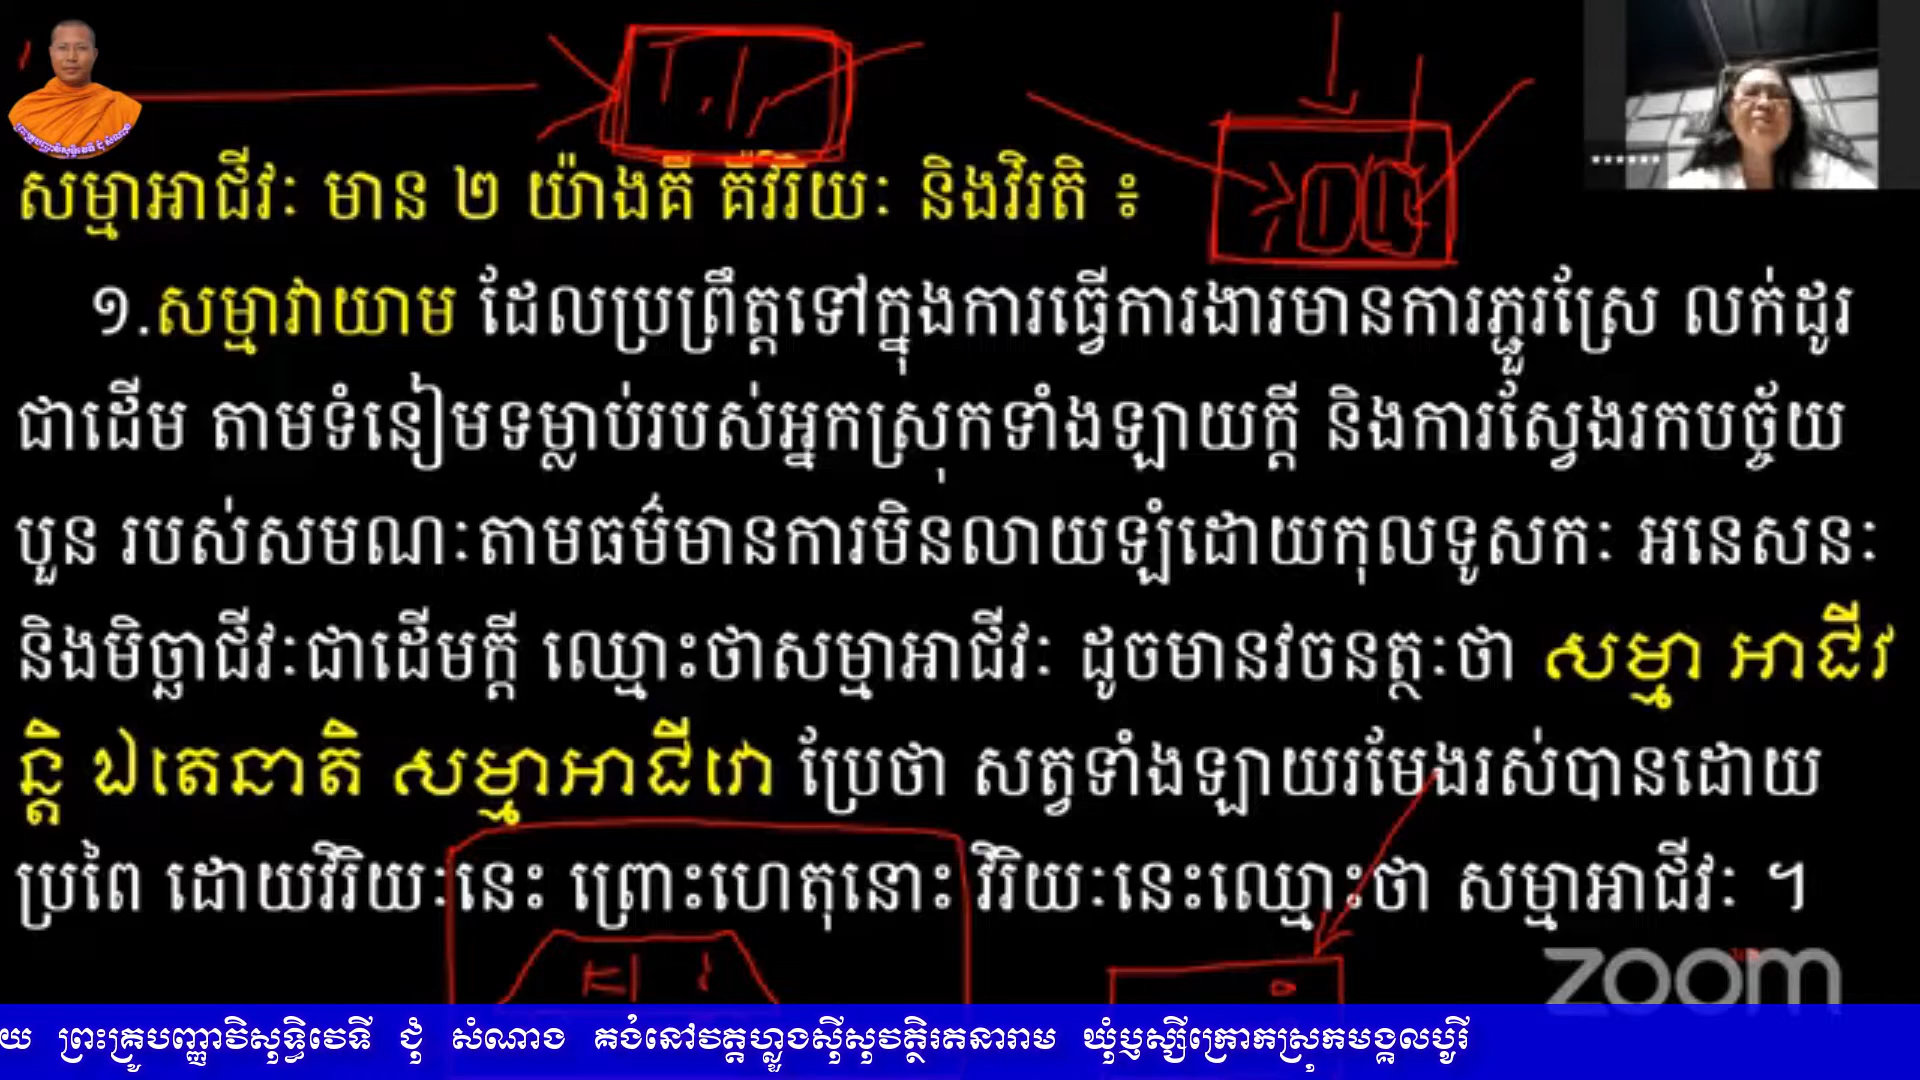 សម្មាអាជីវៈ មាន ២ យ៉ាងគឺ គឺវីរិយៈ និងវិរតិ ៖
១.សម្មាវាយាម ដែលប្រព្រឹត្តទៅក្នុងការធ្វើការងារមានការភ្ជួរស្រែ លក់ដូរ
ជាដើម តាមទំនៀមទម្លាប់របស់អ្នកស្រុកទាំងឡាយក្ដី និងការស្វែងរកបច្ច័យ
បួន របស់សមណៈតាមធម៌មានការមិនលាយឡំដោយកុលទូសកៈ អនេសនៈ
និងមិច្ឆាជីវៈជាដើមក្ដី ឈ្មោះថាសម្មាអាជីវៈ ដូចមានវចនត្ថៈថា សម្មា អាជីវ
ន្តិ ឯតេនាតិ សម្មាអាជីវោ ប្រែថា សត្វទាំងឡាយរមែងរស់បានដោយ
ប្រពៃ ដោយវីរិយៈនេះ ព្រោះហេតុនោះ វីរិយៈនេះឈ្មោះថា សម្មាអាជីវៈ ។
zoom
យ ព្រះគ្រូបញ្ញាវិសុទ្ធិវេទី ជុំ សំណាង គង់នៅវត្តហ្លួងស៊ីសុវត្ថិរតនារាម ឃុំឫស្សីក្រោកស្រុកមង្គលបូរី